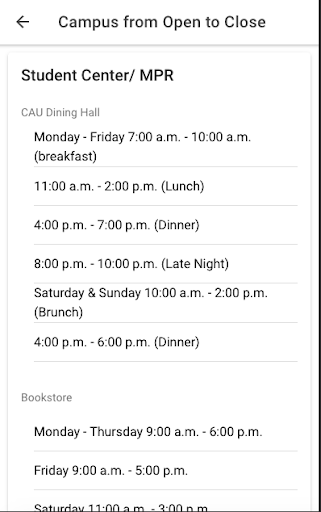 Campus from Open to Close
Student Center/ MPR
CAU Dining Hall
Monday - Friday 7:00 a.m. - 10:00 a.m.
(breakfast)
11:00 a.m. - 2:00 p.m. (Lunch)
4:00 p.m. - 7:00 p.m. (Dinner)
8:00 p.m. - 10:00 p.m. (Late Night)
Saturday & Sunday 10:00 a.m. - 2:00 p.m.
(Brunch)
4:00 p.m. - 6:00 p.m. (Dinner)
Bookstore
Monday - Thursday 9:00 a.m. - 6:00 p.m.
Friday 9:00 a.m. - 5:00 p.m.
Saturday 11:00 a.m. - 3:00 p.m.